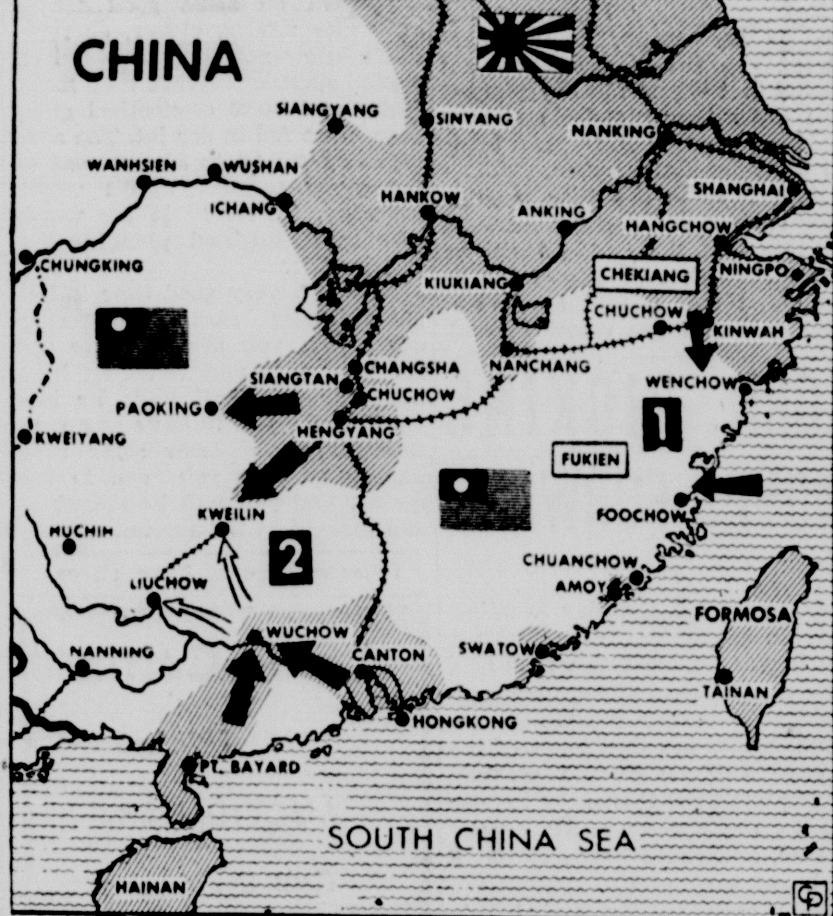 CHINA
SIANGYANG
SINYANG
NANKING
WANHSIEN
WUSHAN
SHANGHAI
ICHANG
HANKOW
ANKING
HANGCHOW
CHUNGKING
KIUKIANG
CHEKIANG
NINGPO
CHUCHOW
KINWAH
CHANGSHA
NANCHANG
SIANGTAN
WENCHOW
CHUCHOW
PAOKING
HENGYANG
1
KWEIYANG
FUKIEN
KWEILIN
FOOCHOW
HUCHIH
2
CHUANCHOW
LIUCHOW
AMOY
FORMOSA
WUCHOW
NANNING
CANTON
SWATOW
TAINAN
HONGKONG
PT. BAYARD
SOUTH CHINA SEA
HAINAN
CP